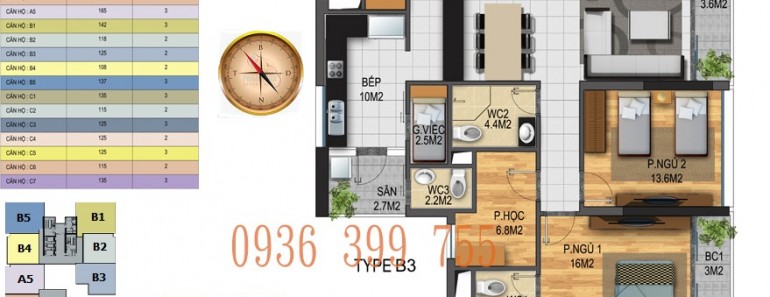 CĂN HỘ : A5 165 3
CĂN HỘ : B1 142 3
CĂN HỘ : B2 118 2
CĂN HỘ : B3 125 2
CĂN HỘ : B4 108 2
CĂN HỘ : B5 137 3
CĂN HỘ : C1 135 3
CĂN HỘ : C2 115 2
CĂN HỘ : C3 125 3
CĂN HỘ : C4 125 2
CĂN HỘ : C5 125 3
CĂN HỘ : C6 115 2
CĂN HỘ : C7 135 3
B
T
D
N
3.6M2
BẾP
10M2
G.VIỆC
2.5M2
WC2
4.4M2
P.NGỦ 2
13.6M2
SÂN
2.7M2
WC3
2.2M2
P.HỌC
6.8M2
P.NGỦ 1
16M2
BC1
3M2
0936 399 755
TYPE B3
B5
B1
B4
B2
A5
B3